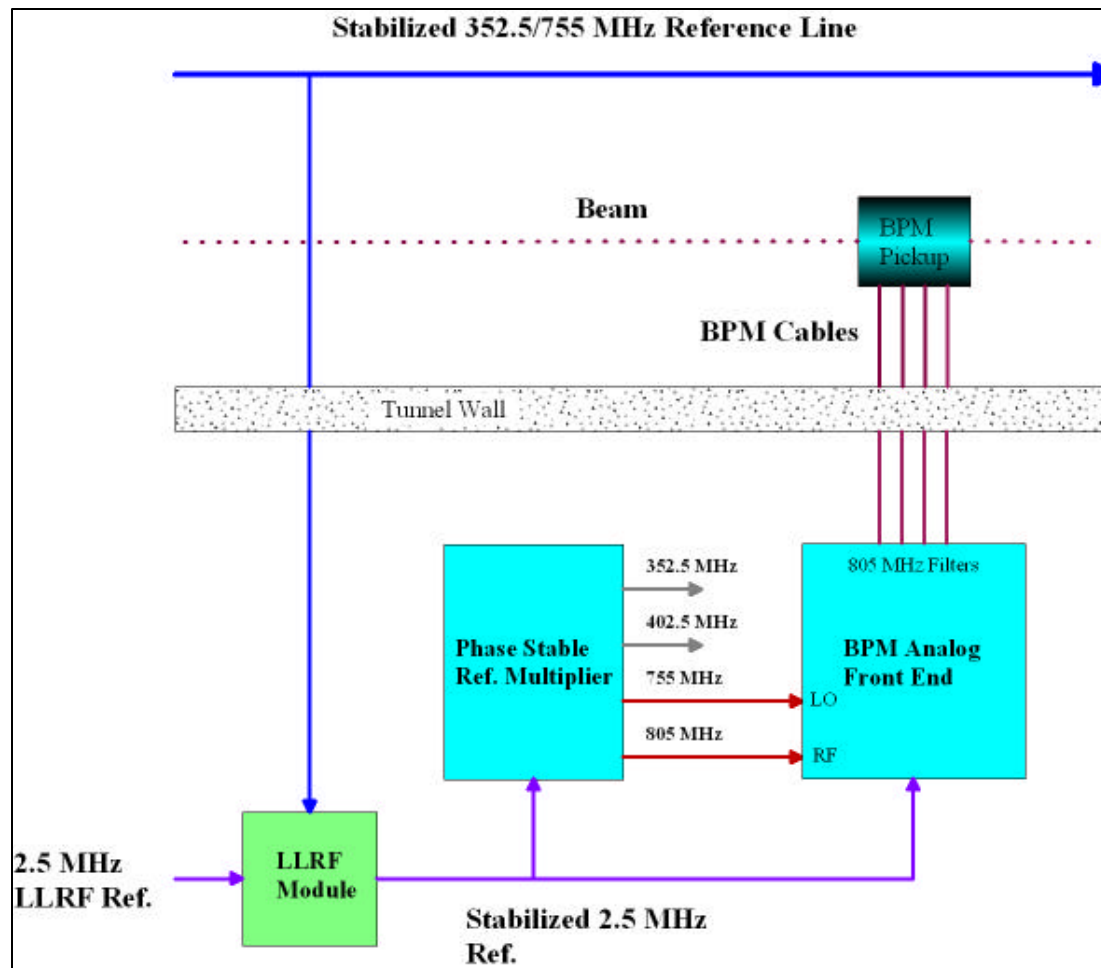 Stabilized 352.5/755 MHz Reference Line
Beam
BPM
Pickup
BPM Cables
Tunnel Wall
352.5 MHz
402.5 MHz
755 MHz
805 MHz
Phase Stable
Ref. Multiplier
805 MHz Filters
BPM Analog
Front End
LO
RF
2.5 MHz
LLRF Ref.
LLRF
Module
Stabilized 2.5 MHz
Ref.